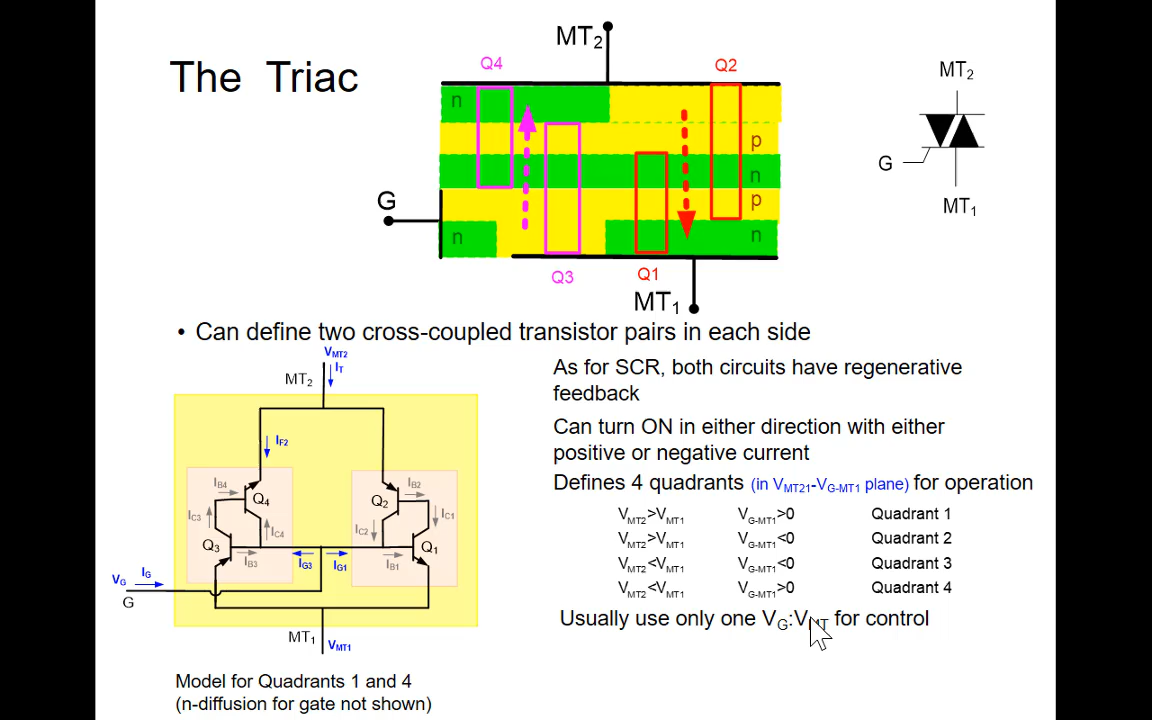 The Triac
MT2
Q4
Q2
n
p
n
p
n
n
G
Q3
Q1
MT1
MT2
G
MT1
• Can define two cross-coupled transistor pairs in each side
VMT2
IT
MT2
IF2
IB4
Q4
IC3
IC4
Q3
IB3
IG3
IG1
IB2
Q2
IC1
IC2
Q1
IB1
VG
IG
G
MT1
VMT1
Model for Quadrants 1 and 4
(n-diffusion for gate not shown)
As for SCR, both circuits have regenerative
feedback
Can turn ON in either direction with either
positive or negative current
Defines 4 quadrants (in VMT21-VG-MT1 plane) for operation
VMT2>VMT1 VG-MT1>0 Quadrant 1
VMT2>VMT1 VG-MT1<0 Quadrant 2
VMT2<VMT1 VG-MT1<0 Quadrant 3
VMT2<VMT1 VG-MT1>0 Quadrant 4
Usually use only one VG:VMT for control